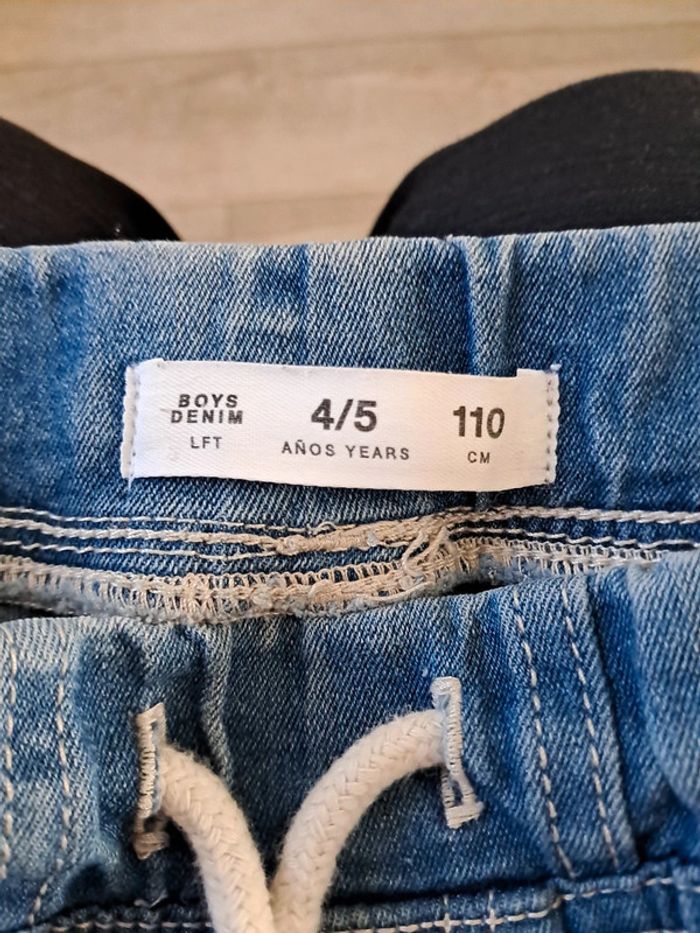 BOYS
DENIM
LFT
4/5
AÑOS YEARS
110
CM